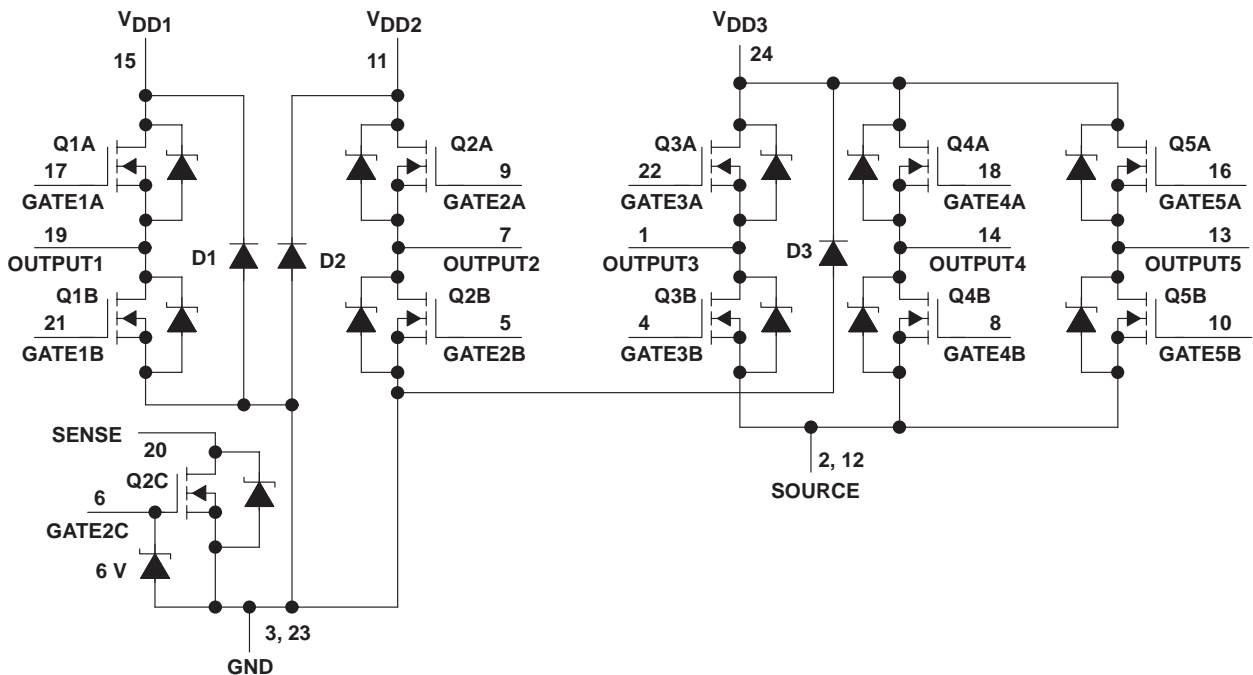 VDD1 VDD2 VDD3
15 11 24
Q1A Q2A Q3A Q4A Q5A
17 9 22 18 16
GATE1A GATE2A GATE3A GATE4A GATE5A
19 7 1 14 13
OUTPUT1 D1 D2 OUTPUT2 OUTPUT3 D3 OUTPUT4 OUTPUT5
Q1B Q2B Q3B Q4B Q5B
21 5 4 8 10
GATE1B GATE2B GATE3B GATE4B GATE5B
SENSE
20 2, 12
Q2C SOURCE
6
GATE2C
6 V
3, 23
GND